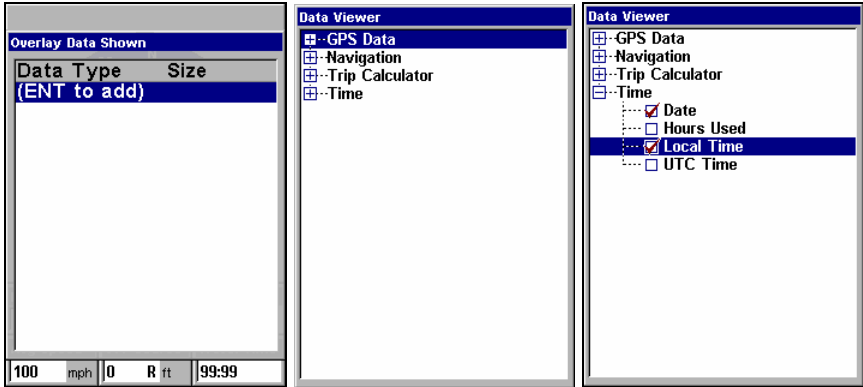 Overlay Data Shown
Data Type Size
(ENT to add)
100 mph 0 R ft 99:99
Data Viewer
GPS Data
Navigation
Trip Calculator
Time
Data Viewer
GPS Data
Navigation
Trip Calculator
Time
Date
Hours Used
Local Time
UTC Time